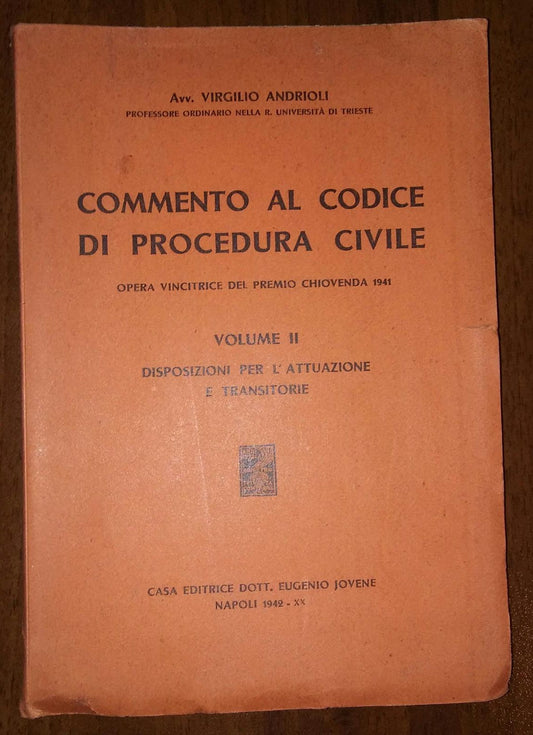 Avv. VIRGILIO ANDRIOLI
PROFESSORE ORDINARIO NELLA R. UNIVERSITÀ DI TRIESTE
COMMENTO AL CODICE
DI PROCEDURA CIVILE
OPERA VINCITRICE DEL PREMIO CHIOVENDA 1941
VOLUME II
DISPOSIZIONI PER L'ATTUAZIONE
E TRANSITORIE
CASA EDITRICE DOTT. EUGENIO JOVENE
NAPOLI 1942 - XX